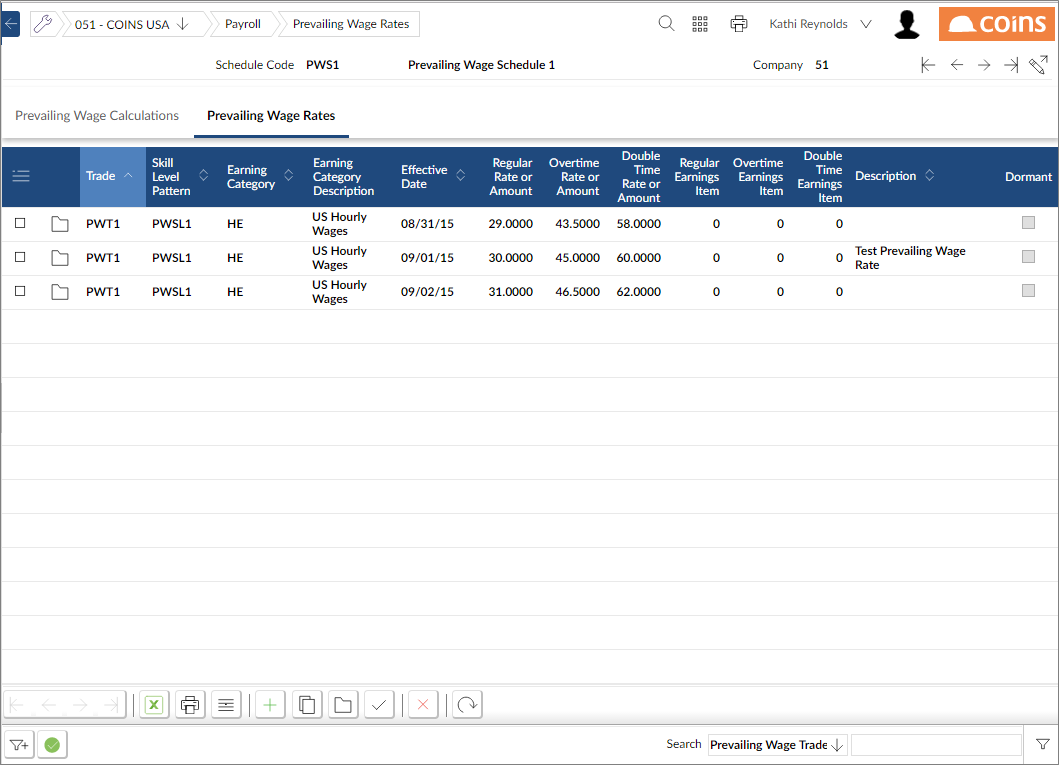 051 - COINS USA
Payroll
Prevailing Wage Rates
Kathi Reynolds
coins
Schedule Code PWS1 Prevailing Wage Schedule 1 Company 51
Prevailing Wage Calculations
Prevailing Wage Rates
Trade
Skill
Level
Pattern
Earning
Category
Earning
Category
Description
Effective
Date
Regular
Rate or
Amount
Overtime
Rate or
Amount
Double
Time
Rate or
Amount
Regular
Earnings
Item
Overtime
Earnings
Item
Double
Time
Earnings
Item
Description
Dormant
PWT1 PWSL1 HE US Hourly Wages 08/31/15 29.0000 43.5000 58.0000 0 0 0
PWT1 PWSL1 HE US Hourly Wages 09/01/15 30.0000 45.0000 60.0000 0 0 0 Test Prevailing Wage Rate
PWT1 PWSL1 HE US Hourly Wages 09/02/15 31.0000 46.5000 62.0000 0 0 0
Search Prevailing Wage Trade